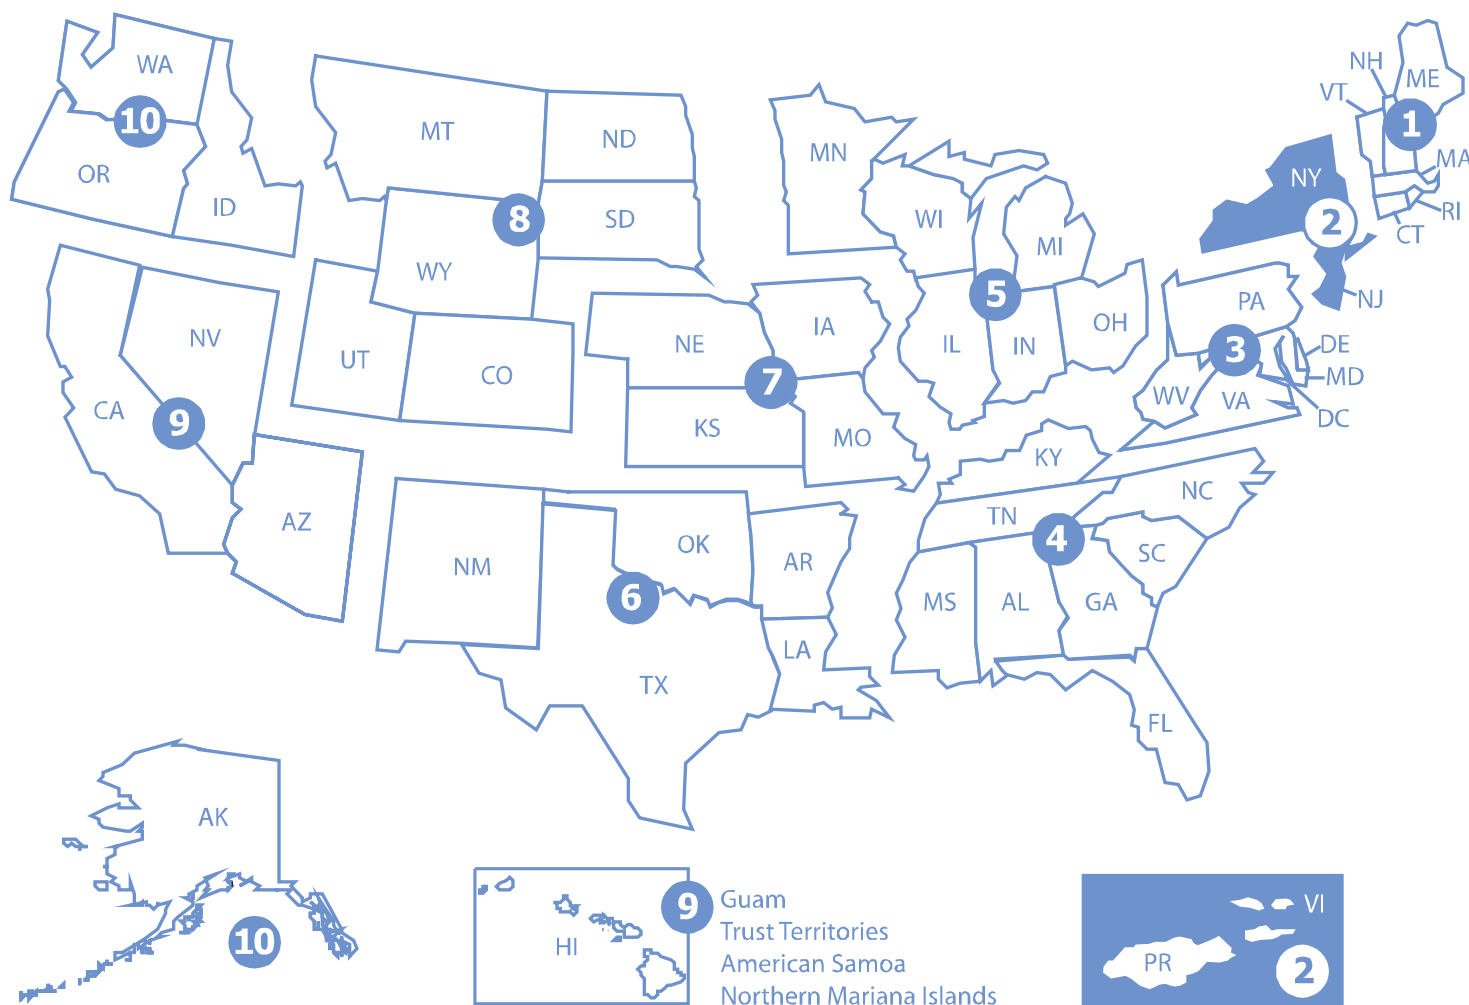 WA
10
OR
ID
MT
ND
8
SD
WY
MN
WI
MI
NH
ME
VT
1
MA
NY
2
RI
CT
NJ
CA
NV
9
UT
CO
AZ
NE
IA
7
KS
MO
5
IL
IN
OH
PA
3
DE
MD
WV
VA
DC
KY
NC
TN
4
SC
MS
AL
GA
FL
NM
OK
AR
6
LA
TX
AK
10
HI
9
Guam
Trust Territories
American Samoa
Northern Mariana Islands
VI
PR
2